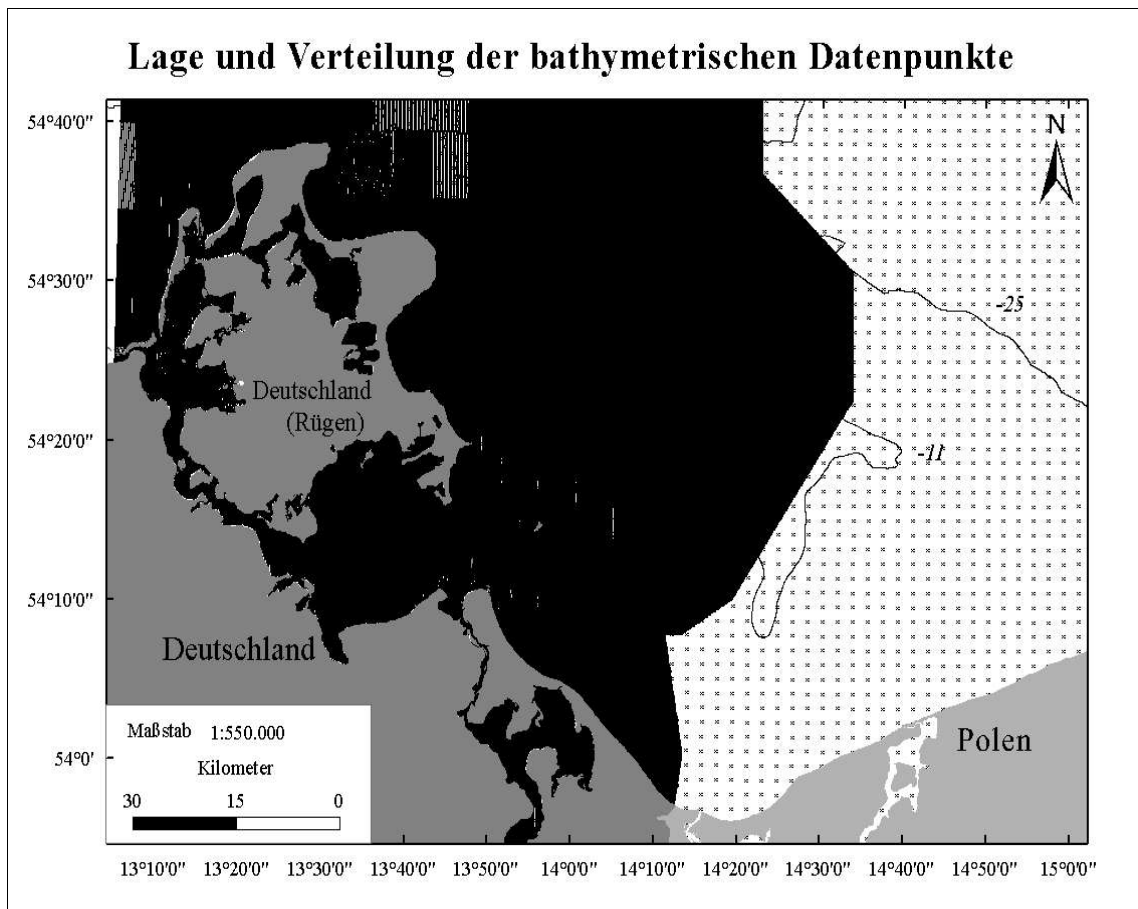 Lage und Verteilung der bathymetrischen Datenpunkte
54°40'0"
N
54°30'0"
-25
Deutschland
(Rügen)
54°20'0"
-11
54°10'0"
Deutschland
Maßstab 1:550.000
Polen
54°0'
Kilometer
30 15 0
13°10'0" 13°20'0" 13°30'0" 13°40'0" 13°50'0" 14°00'0" 14°10'0" 14°20'0" 14°30'0" 14°40'0" 14°50'0" 15°0'0"